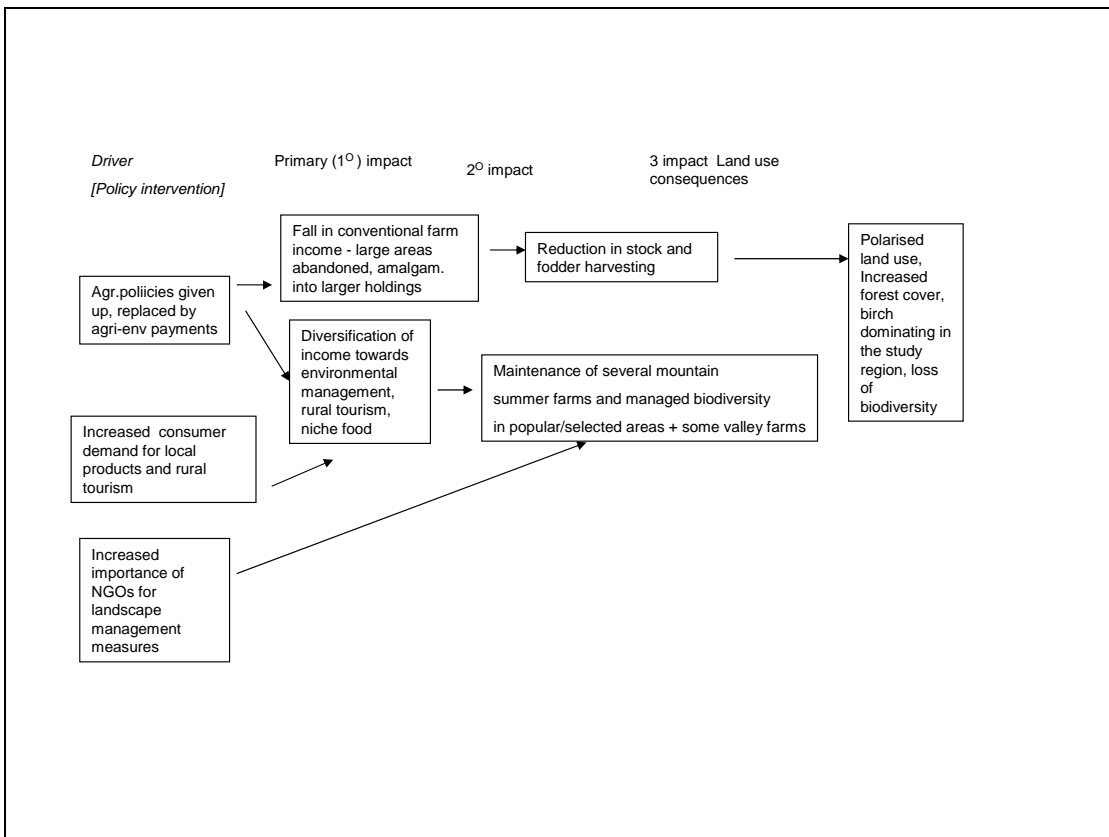 Driver
[Policy intervention]
Primary (1O ) impact
2O impact
3 impact Land use
consequences
Agr.poliicies given
up, replaced by
agri-env payments
Increased consumer
demand for local
products and rural
tourism
Increased
importance of
NGOs for
landscape
management
measures
Fall in conventional farm
income - large areas
abandoned, amalgam.
into larger holdings
Diversification of
income towards
environmental
management,
rural tourism,
niche food
Reduction in stock and
fodder harvesting
Maintenance of several mountain
summer farms and managed biodiversity
in popular/selected areas + some valley farms
Polarised
land use,
Increased
forest cover,
birch
dominating in
the study
region, loss
of
biodiversity